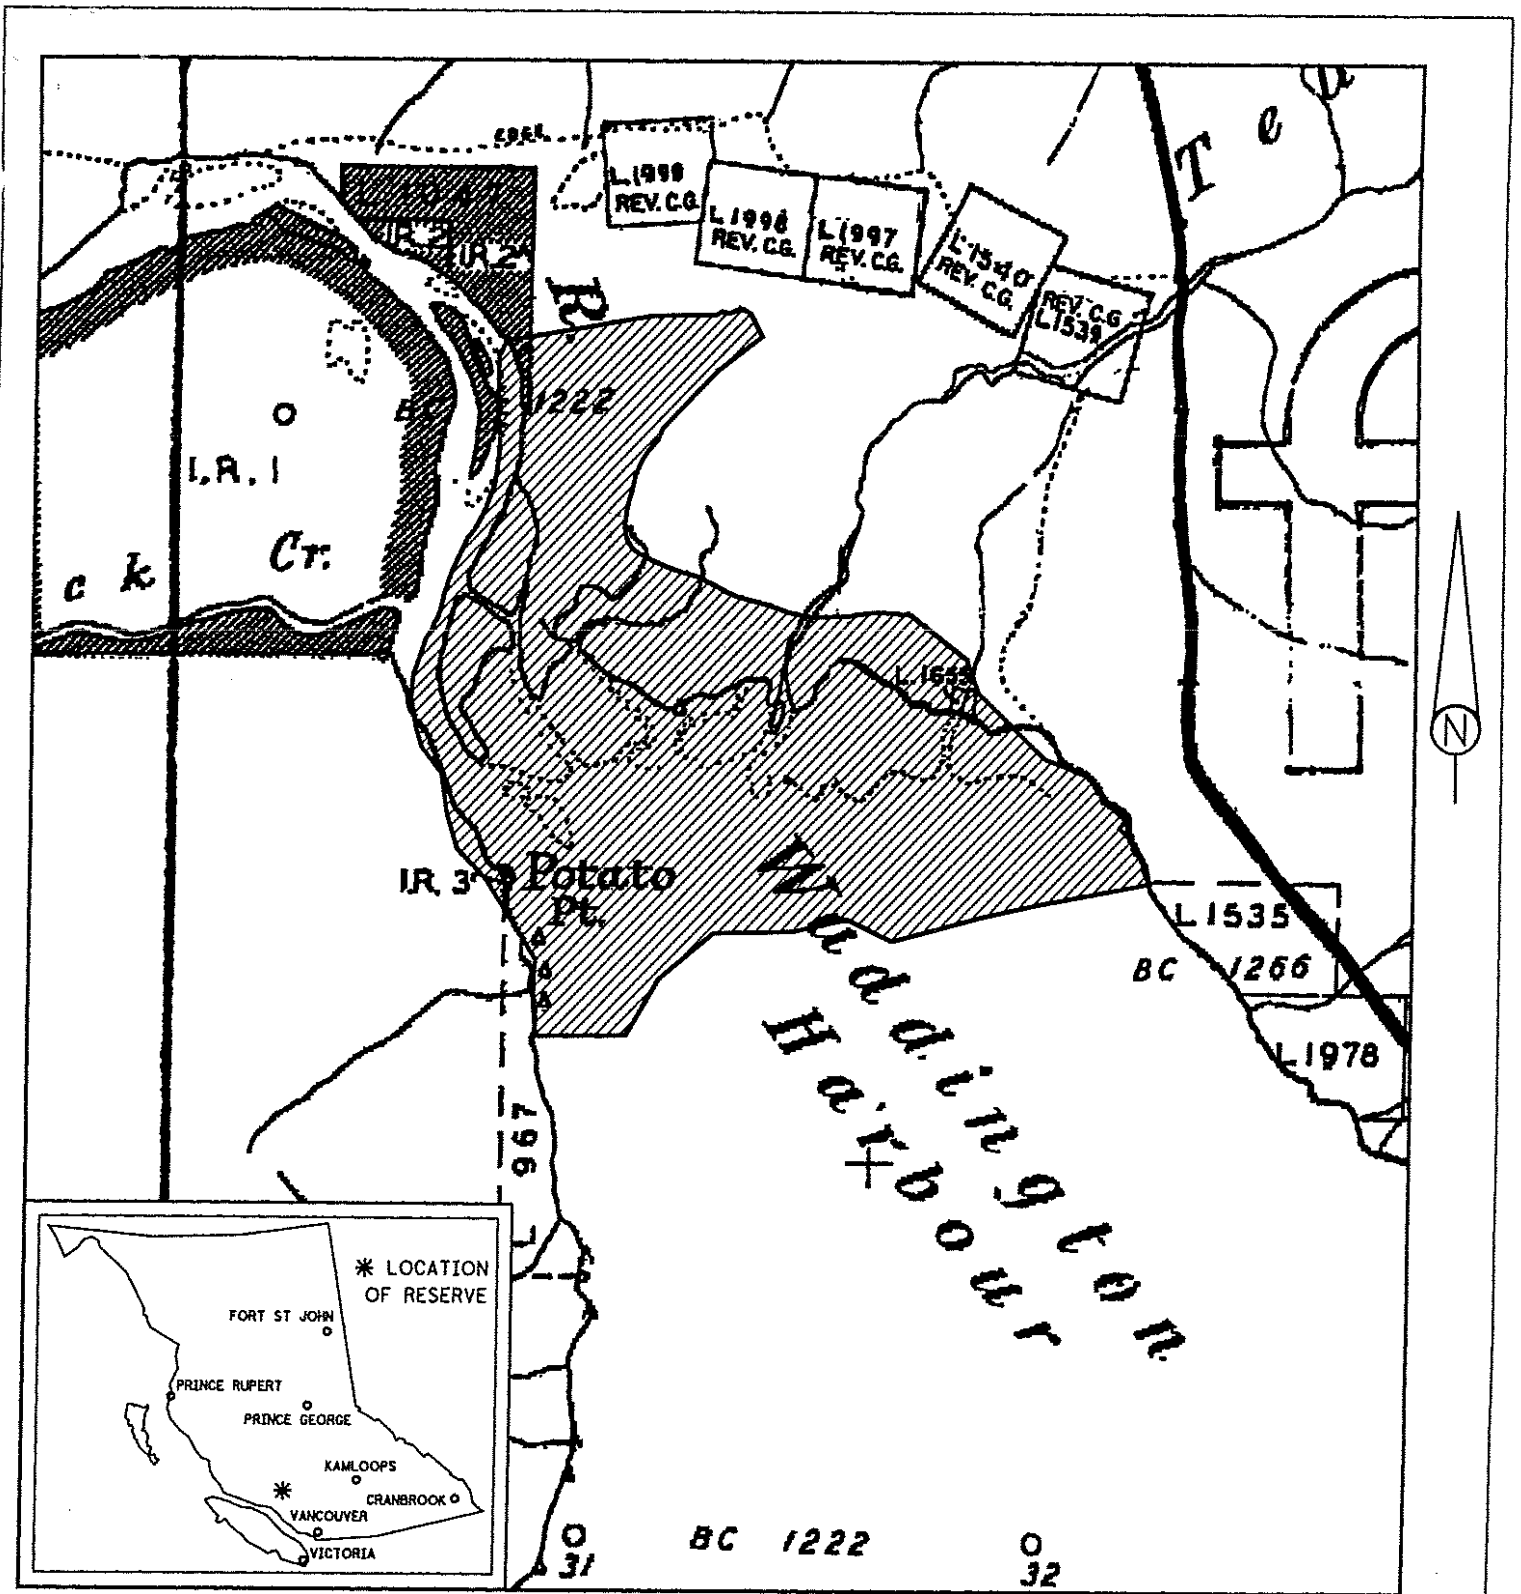 T e
L.1999
REV. C.G.
L 1998
REV. C.G.
L 1997
REV. C.G.
L 1540
REV. C.G.
REV. C.G
L 1539
L 1047
I.R. 2
I.R. 2
R.
BC 1222
I.R. 1
c k Cr.
L 1655
N
I.R. 3
Potato
Pt.
L 1535
BC 1266
L 1978
Waddington
Harbour
L 967
* LOCATION
OF RESERVE
FORT ST JOHN
PRINCE RUPERT
PRINCE GEORGE
KAMLOOPS
CRANBROOK
VANCOUVER
VICTORIA
31
BC 1222
32